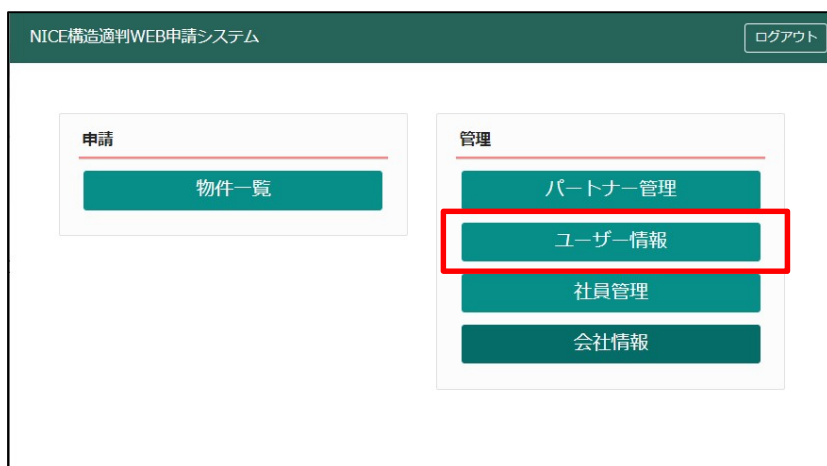 NICE構造適判WEB申請システム
ログアウト
申請
物件一覧
管理
パートナー管理
ユーザー情報
社員管理
会社情報